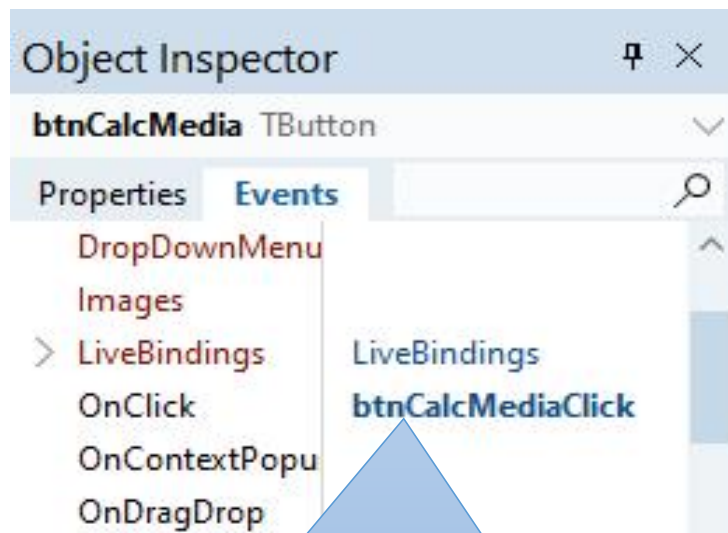 Object Inspector
btnCalcMedia TButton
Properties Events
DropDownMenu
Images
LiveBindings LiveBindings
OnClick btnCalcMediaClick
OnContextPopu
OnDragDrop